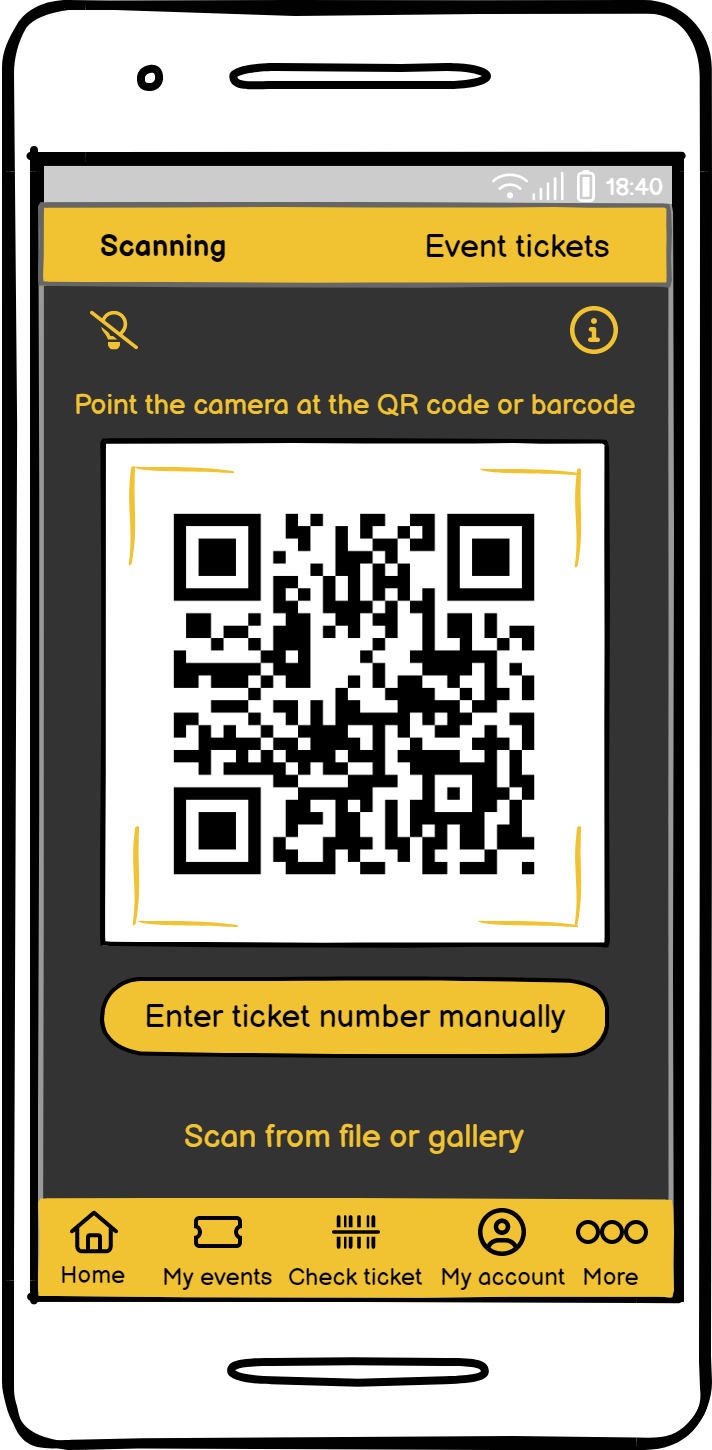 18:40
Scanning Event tickets
Point the camera at the QR code or barcode
Enter ticket number manually
Scan from file or gallery
Home My events Check ticket My account More